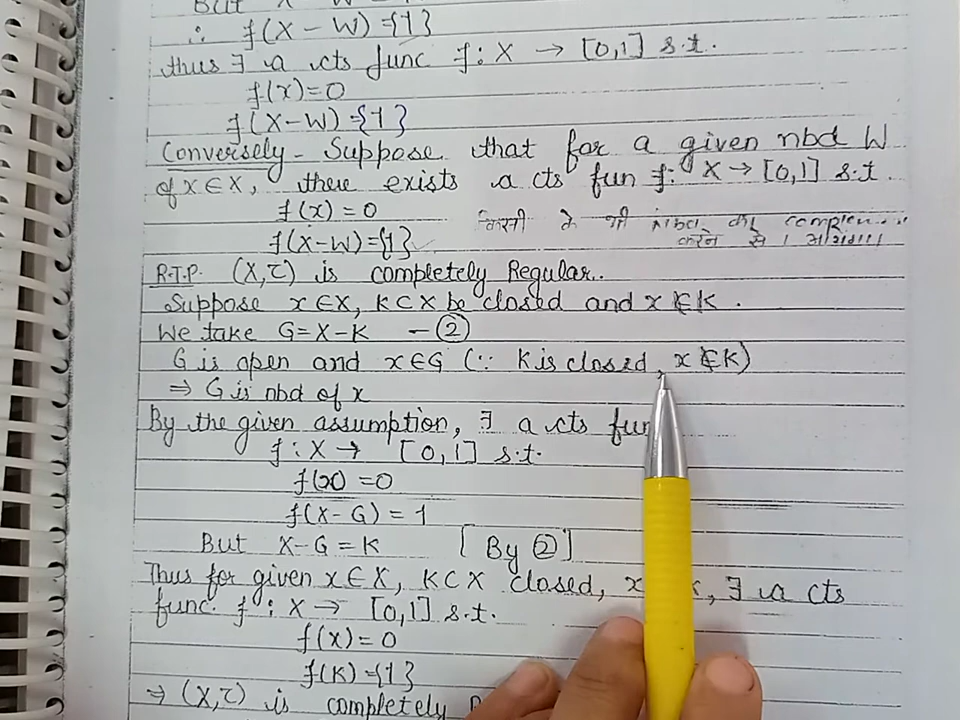 But X - W =
∴ f(X - W) = {1}
thus ∃ a cts func f: X → [0,1] s.t.
f(x) = 0
f(X-W) = {1}
Conversely - Suppose that for a given nbd W
of x ∈ X, there exists a cts fun f: X → [0,1] s.t.
f(x) = 0
किसी के भी का complem...
f(X-W) = {1} करने से
R.T.P. (X,τ) is completely Regular.
Suppose x ∈ X, K ⊂ X be closed and x ∉ K.
We take G = X-K - ②
G is open and x ∈ G (∵ K is closed, x ∉ K)
⇒ G is nbd of x
By the given assumption, ∃ a cts fun
f: X → [0,1] s.t.
f(x) = 0
f(X-G) = 1
But X-G = K [By ②]
Thus for given x ∈ X, K ⊂ X closed, x K, ∃ a cts
func. f: X → [0,1] s.t.
f(x) = 0
f(K) = {1}
⇒ (X,τ) is completely